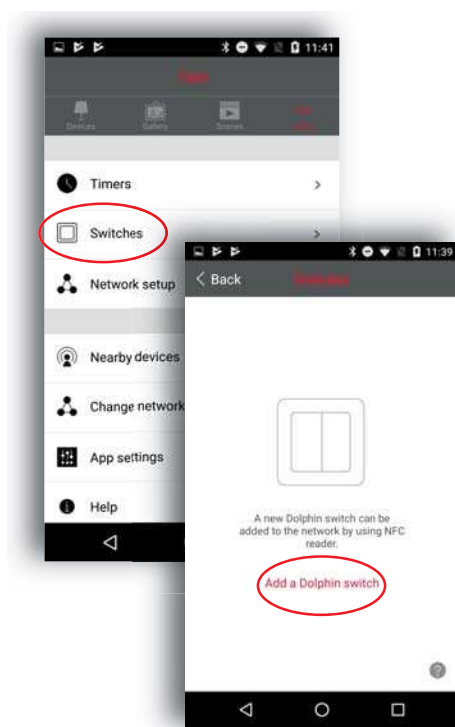 11:41
Devices
Gallery
Scenes
Timers
Switches
Network setup
Nearby devices
Change network
App settings
Help
11:39
Back
A new Dolphin switch can be
added to the network by using NFC
reader.
Add a Dolphin switch
?